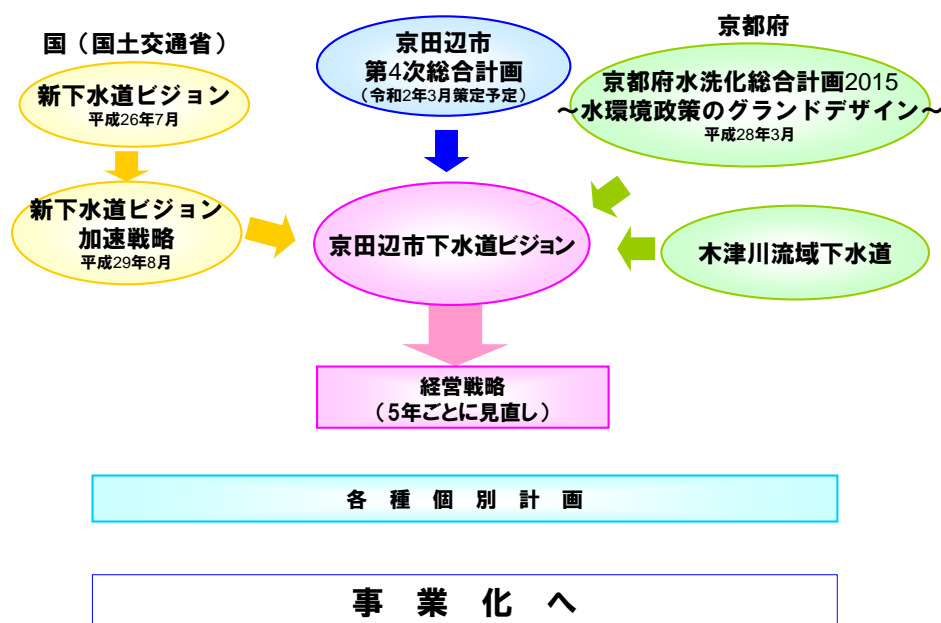 国（国土交通省）
新下水道ビジョン
平成26年7月
新下水道ビジョン
加速戦略
平成29年8月
京田辺市
第4次総合計画
（令和2年3月策定予定）
京都府
京都府水洗化総合計画2015
～水環境政策のグランドデザイン～
平成28年3月
京田辺市下水道ビジョン
木津川流域下水道
経営戦略
（5年ごとに見直し）
各種個別計画
事業化へ